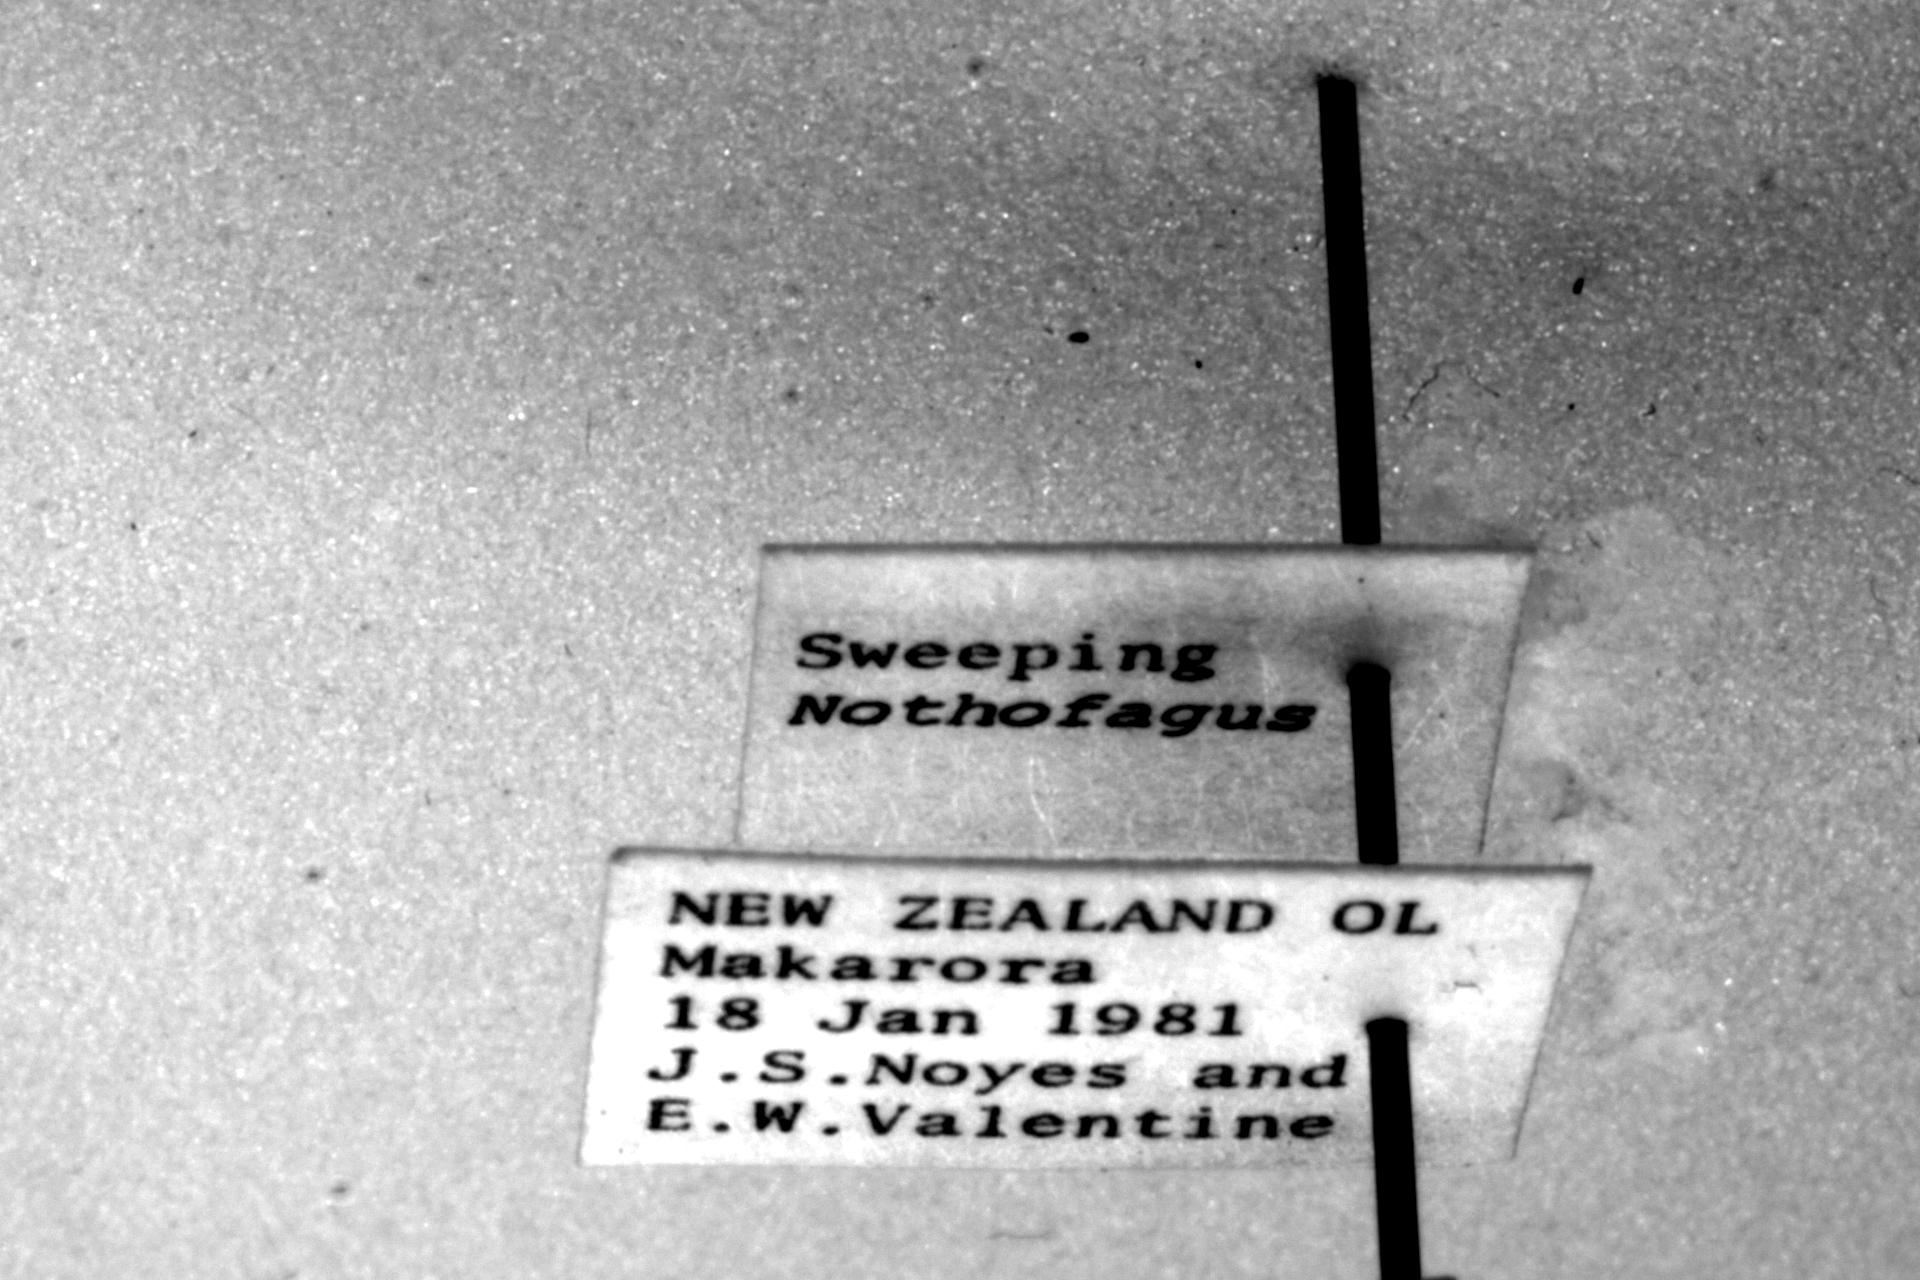 Sweeping
Nothofagus
NEW ZEALAND OL
Makarora
18 Jan 1981
J.S.Noyes and
E.W.Valentine